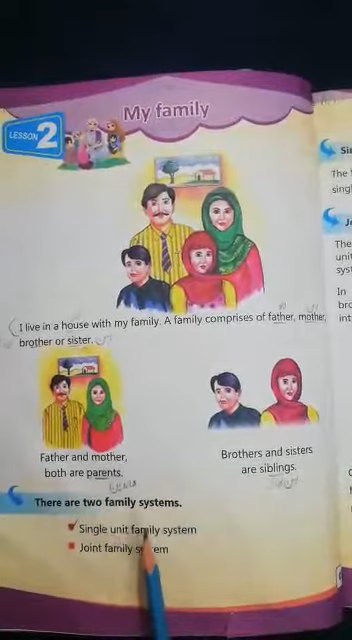 LESSON 2
My family
I live in a house with my family. A family comprises of father, mother,
brother or sister.
Father and mother,
both are parents.
Brothers and sisters
are siblings.
There are two family systems.
Single unit family system
Joint family system